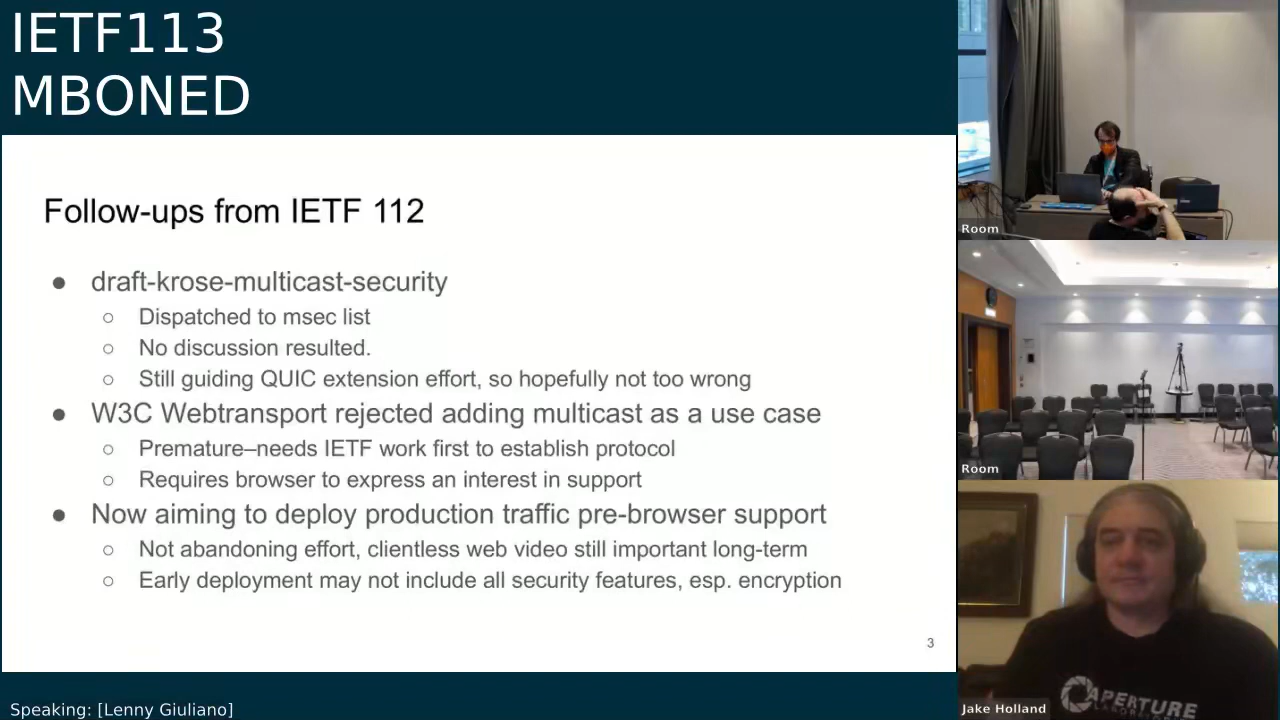 IETF113
MBONED
Follow-ups from IETF 112
● draft-krose-multicast-security
○ Dispatched to msec list
○ No discussion resulted.
○ Still guiding QUIC extension effort, so hopefully not too wrong
● W3C Webtransport rejected adding multicast as a use case
○ Premature–needs IETF work first to establish protocol
○ Requires browser to express an interest in support
● Now aiming to deploy production traffic pre-browser support
○ Not abandoning effort, clientless web video still important long-term
○ Early deployment may not include all security features, esp. encryption
3
Speaking: [Lenny Giuliano]
Room
Room
APERTURE
Jake Holland